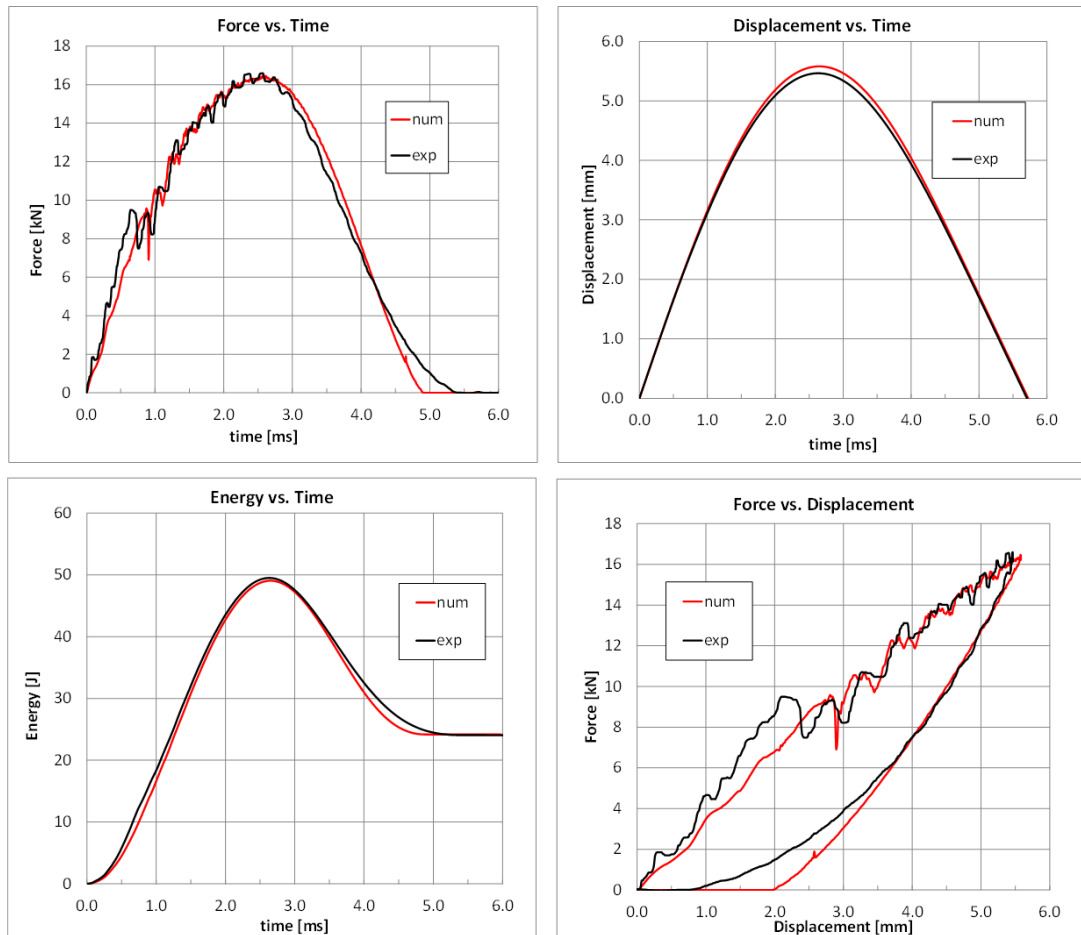 Force vs. Time
18
16
14
12
10
8
6
4
2
0
Force [kN]
num
exp
0.0 1.0 2.0 3.0 4.0 5.0 6.0
time [ms]
Displacement vs. Time
6.0
5.0
4.0
3.0
2.0
1.0
0.0
Displacement [mm]
num
exp
0.0 1.0 2.0 3.0 4.0 5.0 6.0
time [ms]
Energy vs. Time
60
50
40
30
20
10
0
Energy [J]
num
exp
0.0 1.0 2.0 3.0 4.0 5.0 6.0
time [ms]
Force vs. Displacement
18
16
14
12
10
8
6
4
2
0
Force [kN]
num
exp
0.0 1.0 2.0 3.0 4.0 5.0 6.0
Displacement [mm]